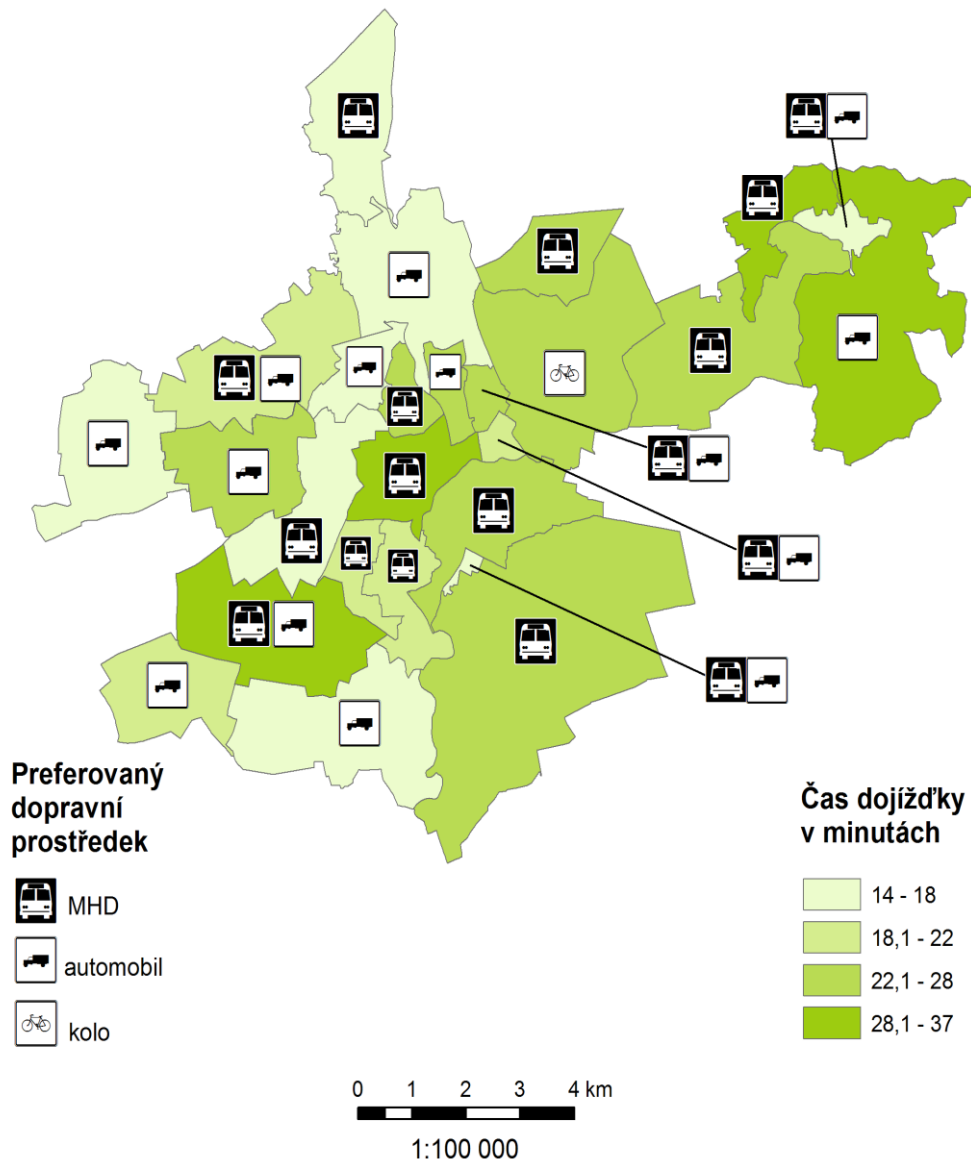 Preferovaný
dopravní
prostředek
MHD
automobil
kolo
Čas dojížďky
v minutách
14 - 18
18,1 - 22
22,1 - 28
28,1 - 37
0 1 2 3 4 km
1:100 000